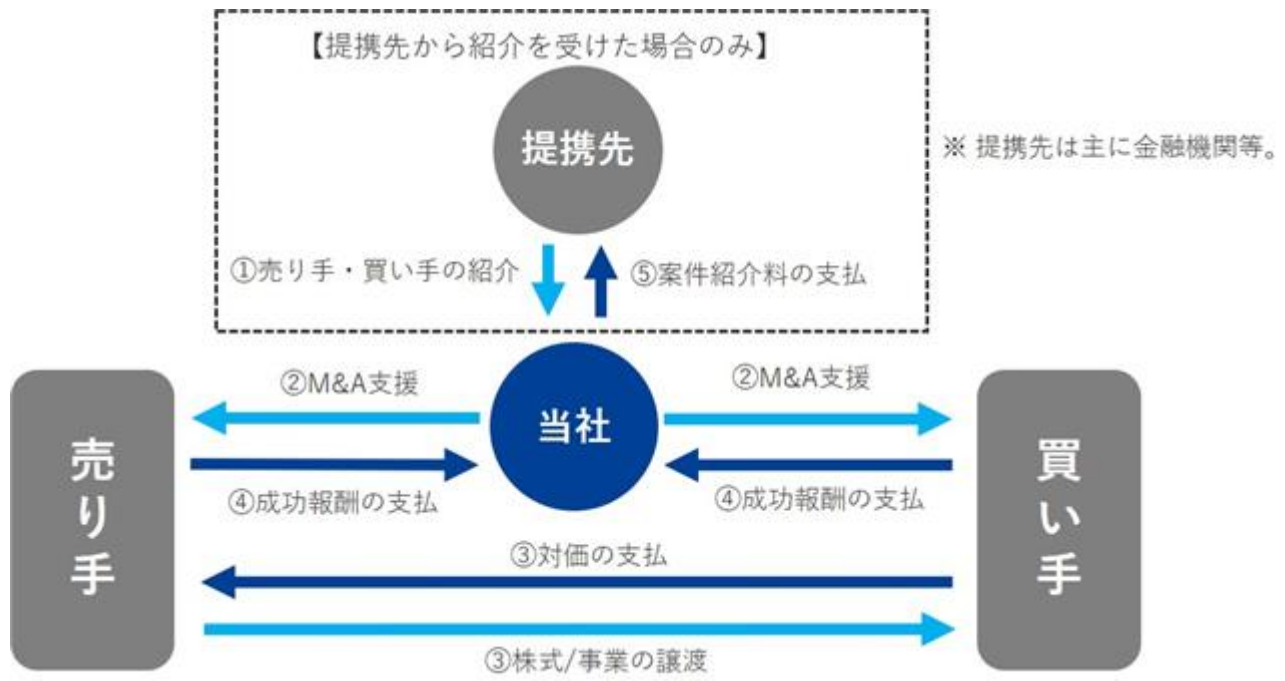 【提携先から紹介を受けた場合のみ】
提携先
※ 提携先は主に金融機関等。
①売り手・買い手の紹介
⑤案件紹介料の支払
②M&A支援
②M&A支援
当社
売り手
買い手
④成功報酬の支払
④成功報酬の支払
③対価の支払
③株式/事業の譲渡